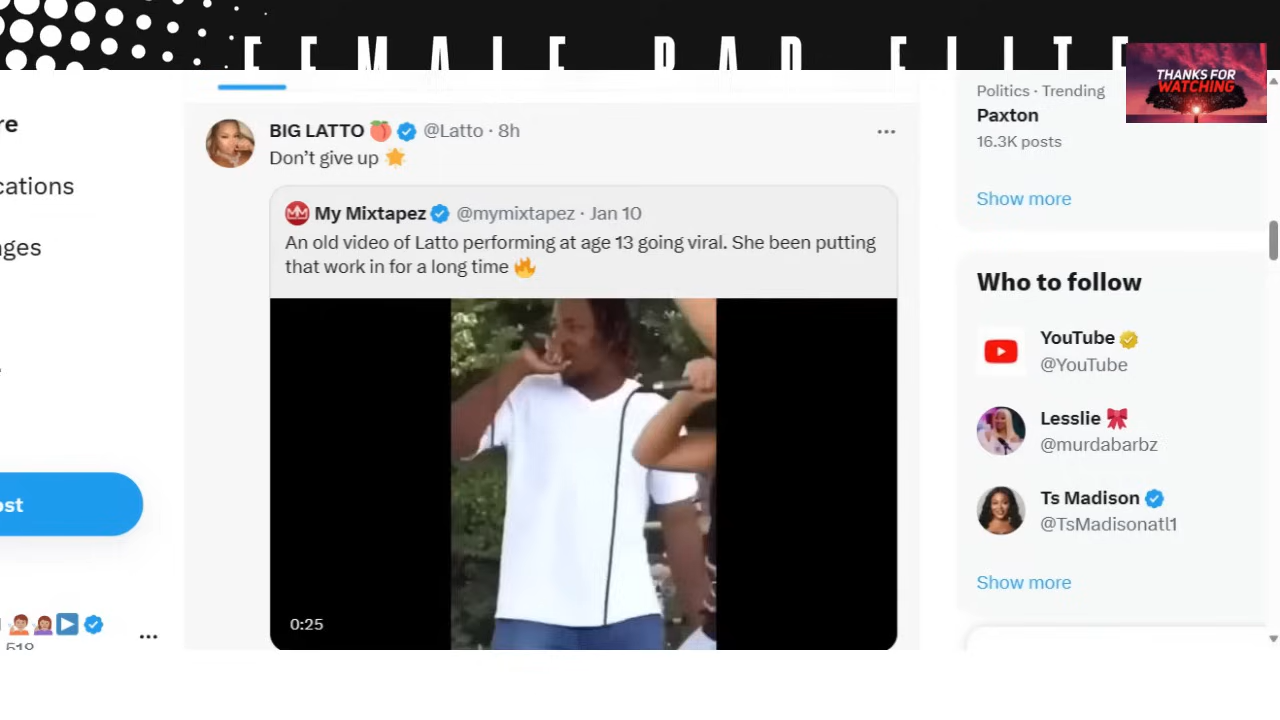 FEMALE RAP ELITE
THANKS FOR
WATCHING
re
cations
ges
ost
518
BIG LATTO 🍑 @Latto · 8h
Don’t give up 🌟
My Mixtapez @mymixtapez · Jan 10
An old video of Latto performing at age 13 going viral. She been putting
that work in for a long time 🔥
0:25
Politics · Trending
Paxton
16.3K posts
Show more
Who to follow
YouTube
@YouTube
Lesslie 🎀
@murdabarbz
Ts Madison
@TsMadisonatl1
Show more